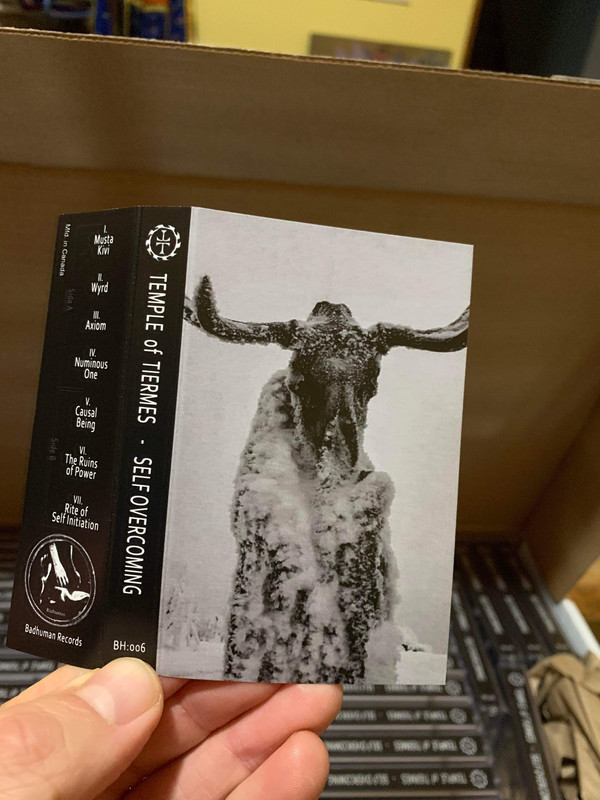 Mfd. in Canada
Side A
I.
Musta
Kivi
II.
Wyrd
III.
Axiom
IV.
Numinous
One
Side B
V.
Causal
Being
VI.
The Ruins
of Power
VII.
Rite of
Self Initiation
Badhuman
Badhuman Records
TEMPLE of TIERMES - SELF OVERCOMING
BH:006